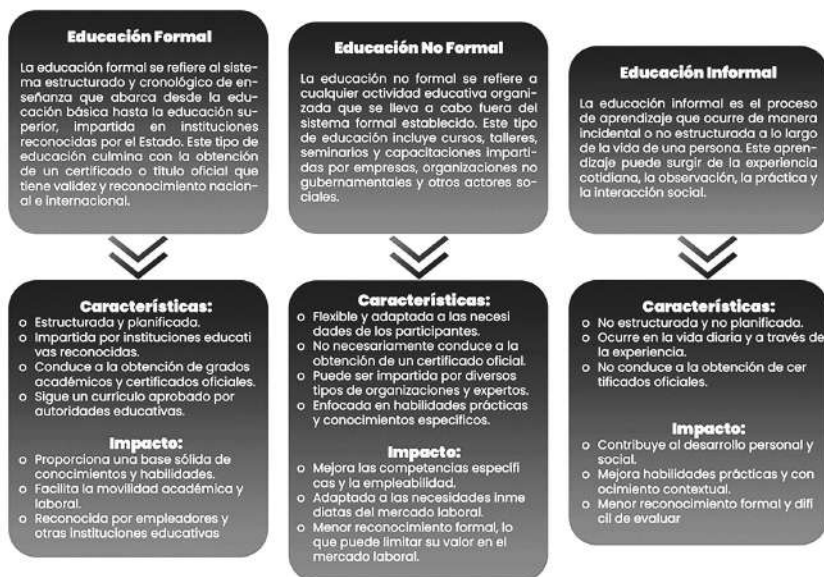 Educación Formal
La educación formal se refiere al siste-
ma estructurado y cronológico de en-
señanza que abarca desde la edu-
cación básica hasta la educación su-
perior, impartida en instituciones
reconocidas por el Estado. Este tipo de
educación culmina con la obtención
de un certificado o título oficial que
tiene validez y reconocimiento nacion-
al e internacional.
Características:
o Estructurada y planificada.
o Impartida por instituciones educati
vas reconocidas.
o Conduce a la obtención de grados
académicos y certificados oficiales.
o Sigue un currículo aprobado por
autoridades educativas.
Impacto:
o Proporciona una base sólida de
conocimientos y habilidades.
o Facilita la movilidad académica y
laboral.
o Reconocida por empleadores y
otras instituciones educativas
Educación No Formal
La educación no formal se refiere a
cualquier actividad educativa organi-
zada que se lleva a cabo fuera del
sistema formal establecido. Este tipo
de educación incluye cursos, talleres,
seminarios y capacitaciones imparti-
das por empresas, organizaciones no
gubernamentales y otros actores so-
ciales.
Características:
o Flexible y adaptada a las necesi
dades de los participantes.
o No necesariamente conduce a la
obtención de un certificado oficial.
o Puede ser impartida por diversos
tipos de organizaciones y expertos.
o Enfocada en habilidades prácticas
y conocimientos específicos.
Impacto:
o Mejora las competencias específi
cas y la empleabilidad.
o Adaptada a las necesidades inme
diatas del mercado laboral.
o Menor reconocimiento formal, lo
que puede limitar su valor en el
mercado laboral.
Educación Informal
La educación informal es el proceso
de aprendizaje que ocurre de manera
incidental o no estructurada a lo largo
de la vida de una persona. Este apren-
dizaje puede surgir de la experiencia
cotidiana, la observación, la práctica y
la interacción social.
Características:
o No estructurada y no planificada.
o Ocurre en la vida diaria y a través de
la experiencia.
o No conduce a la obtención de cer
tificados oficiales.
Impacto:
o Contribuye al desarrollo personal y
social.
o Mejora habilidades prácticas y con
ocimiento contextual.
o Menor reconocimiento formal y difí
cil de evaluar